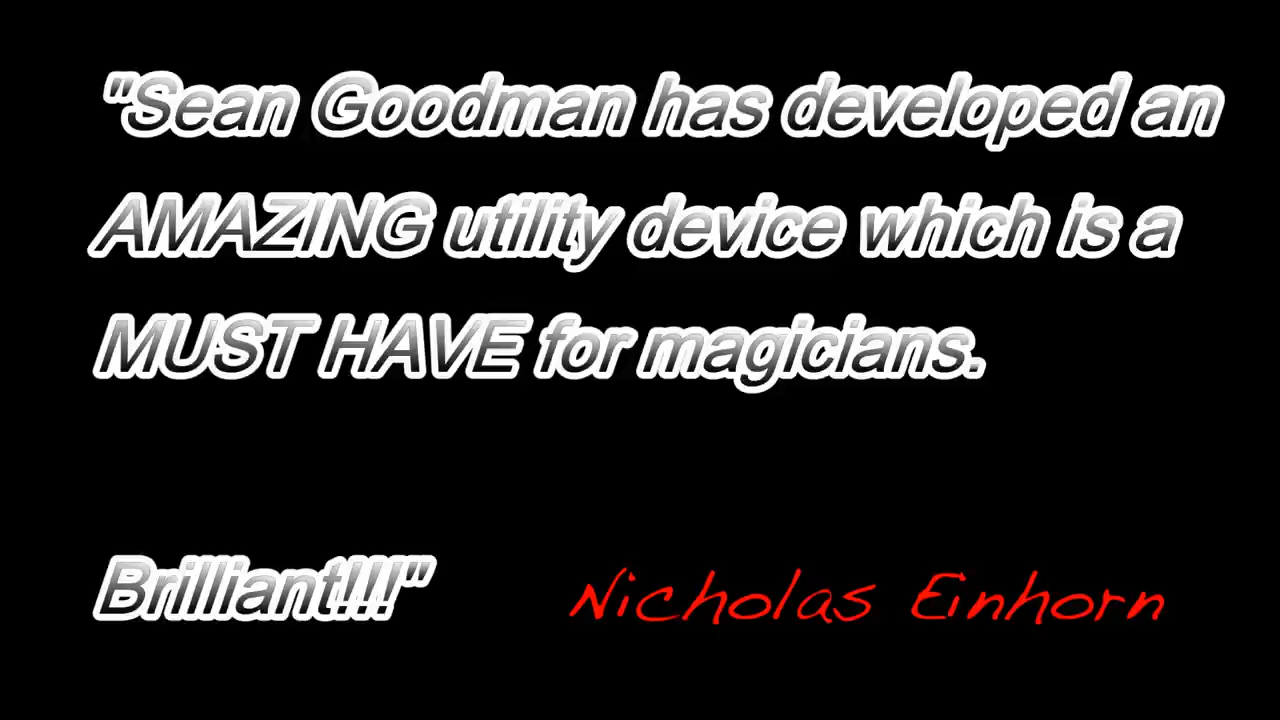 "Sean Goodman has developed an
AMAZING utility device which is a
MUST HAVE for magicians.
Brilliant!!!" Nicholas Einhorn